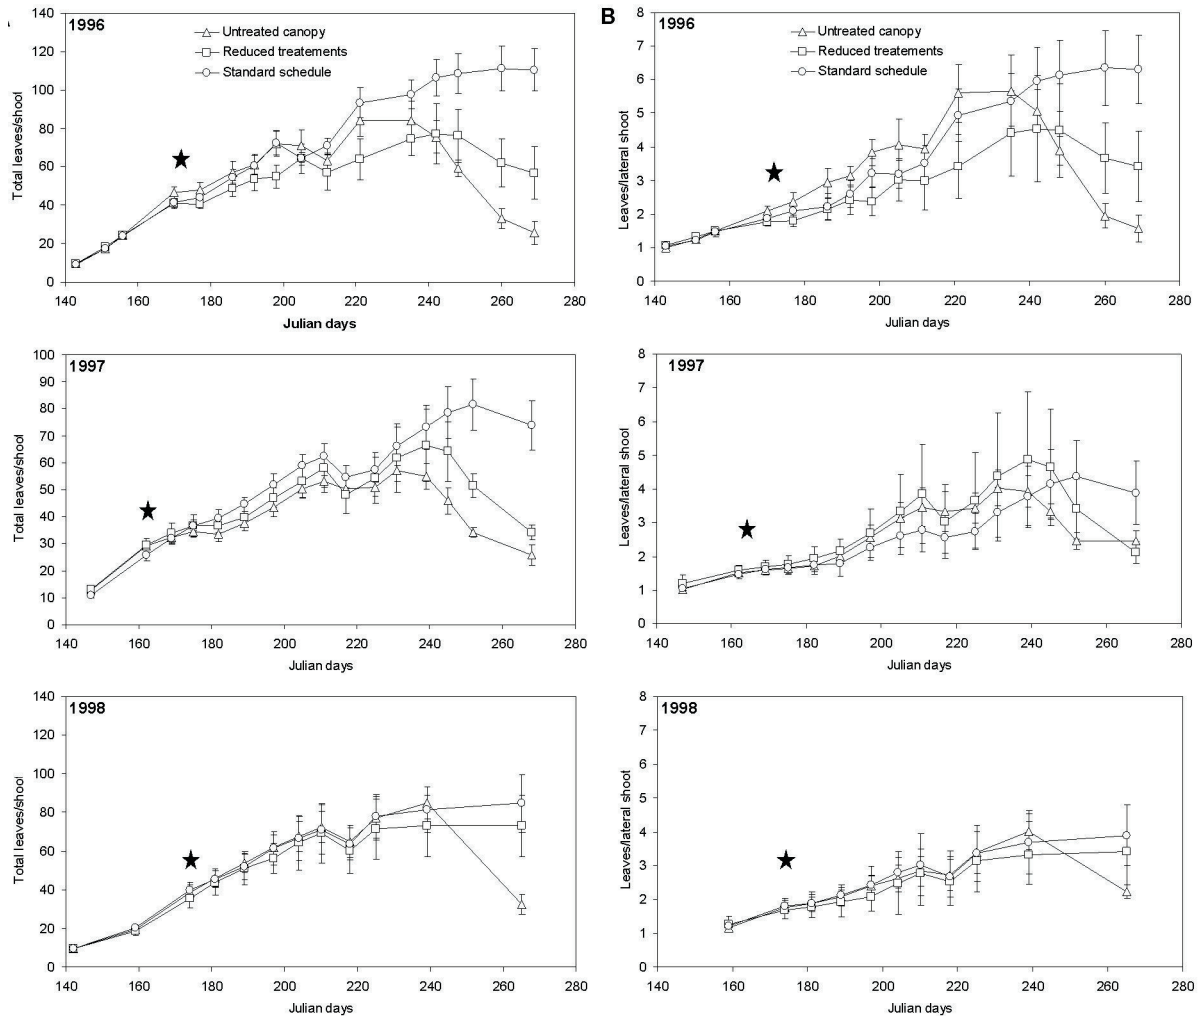 1996
Untreated canopy
Reduced treatements
Standard schedule
Total leaves/shoot
140
120
100
80
60
40
20
0
140 160 180 200 220 240 260 280
Julian days
B
1996
Untreated canopy
Reduced treatements
Standard schedule
Leaves/lateral shoot
8
7
6
5
4
3
2
1
0
140 160 180 200 220 240 260 280
Julian days
1997
Total leaves/shoot
100
90
80
70
60
50
40
30
20
10
0
140 160 180 200 220 240 260 280
Julian days
1997
Leaves/lateral shoot
8
7
6
5
4
3
2
1
0
140 160 180 200 220 240 260 280
Julian days
1998
Total leaves/shoot
140
120
100
80
60
40
20
0
140 160 180 200 220 240 260 280
Julian days
1998
Leaves/lateral shoot
8
7
6
5
4
3
2
1
0
140 160 180 200 220 240 260 280
Julian days